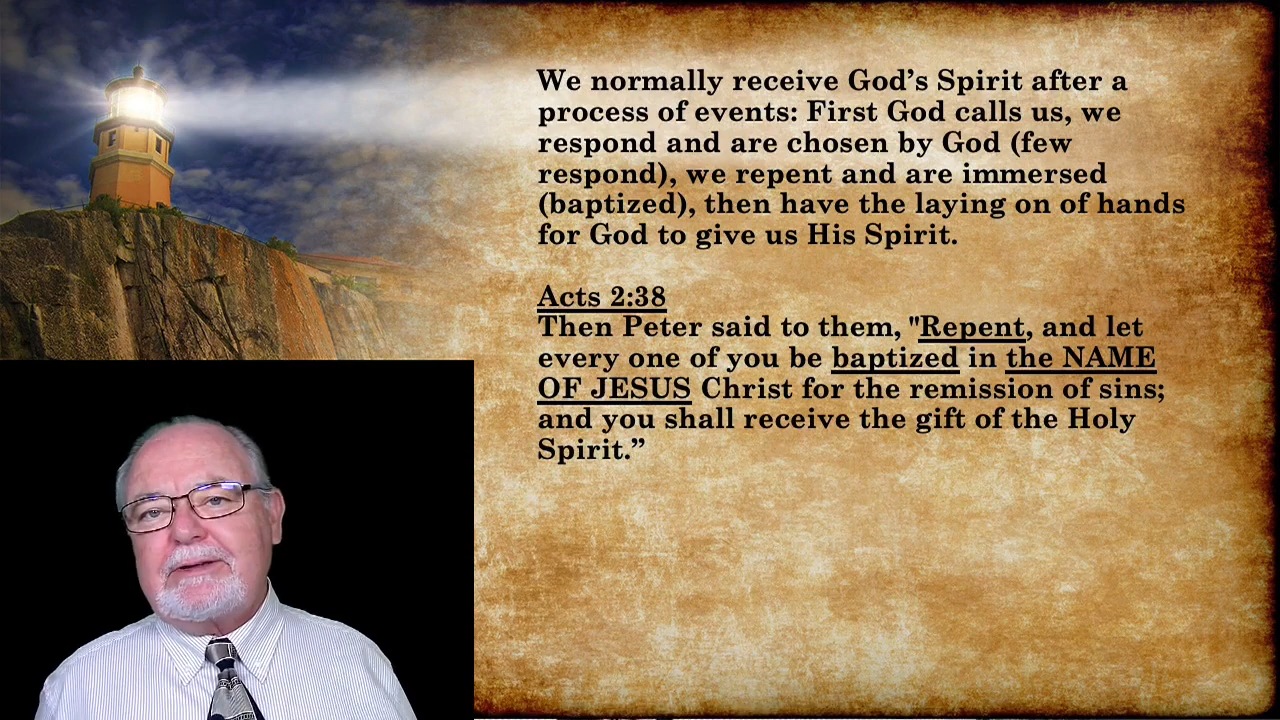 We normally receive God’s Spirit after a
process of events: First God calls us, we
respond and are chosen by God (few
respond), we repent and are immersed
(baptized), then have the laying on of hands
for God to give us His Spirit.
Acts 2:38
Then Peter said to them, "Repent, and let
every one of you be baptized in the NAME
OF JESUS Christ for the remission of sins;
and you shall receive the gift of the Holy
Spirit.”